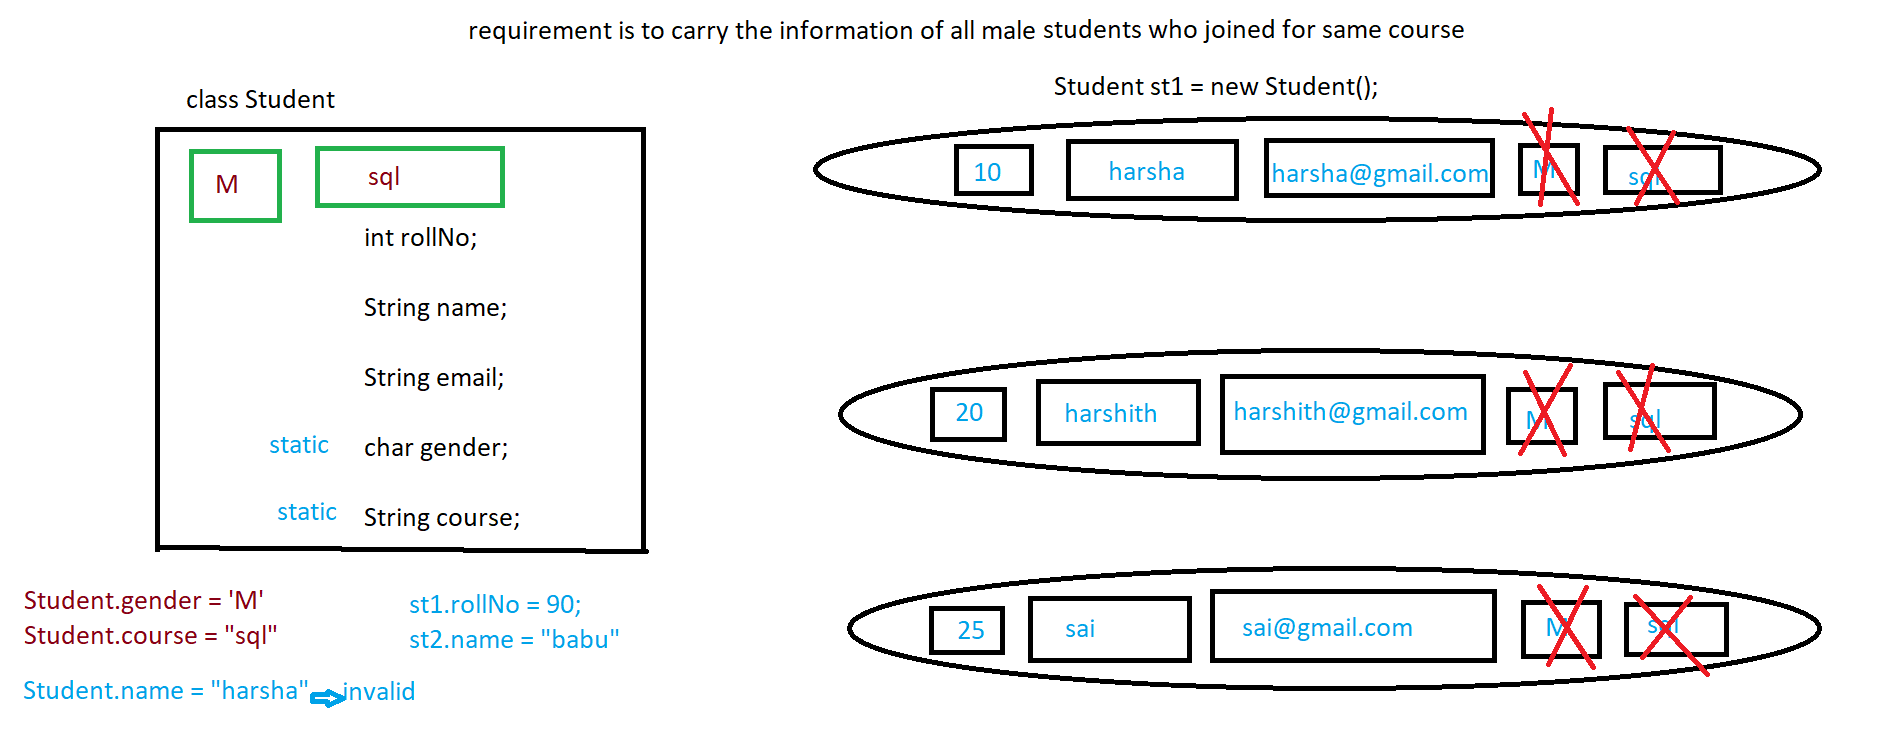 requirement is to carry the information of all male students who joined for same course
class Student
M
sql
int rollNo;
String name;
String email;
static char gender;
static String course;
Student.gender = 'M'
Student.course = "sql"
Student.name = "harsha" invalid
st1.rollNo = 90;
st2.name = "babu"
Student st1 = new Student();
10 harsha harsha@gmail.com M sql
20 harshith harshith@gmail.com M sql
25 sai sai@gmail.com M sql